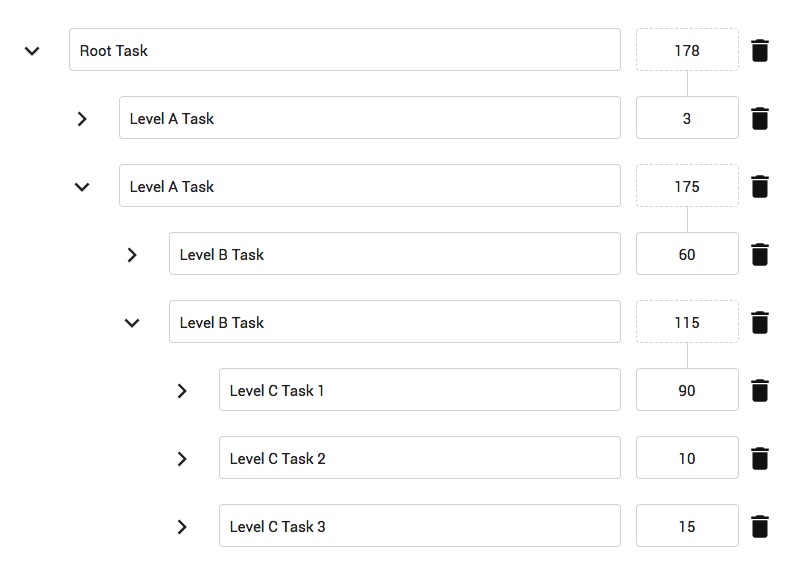 Root Task 178
Level A Task 3
Level A Task 175
Level B Task 60
Level B Task 115
Level C Task 1 90
Level C Task 2 10
Level C Task 3 15